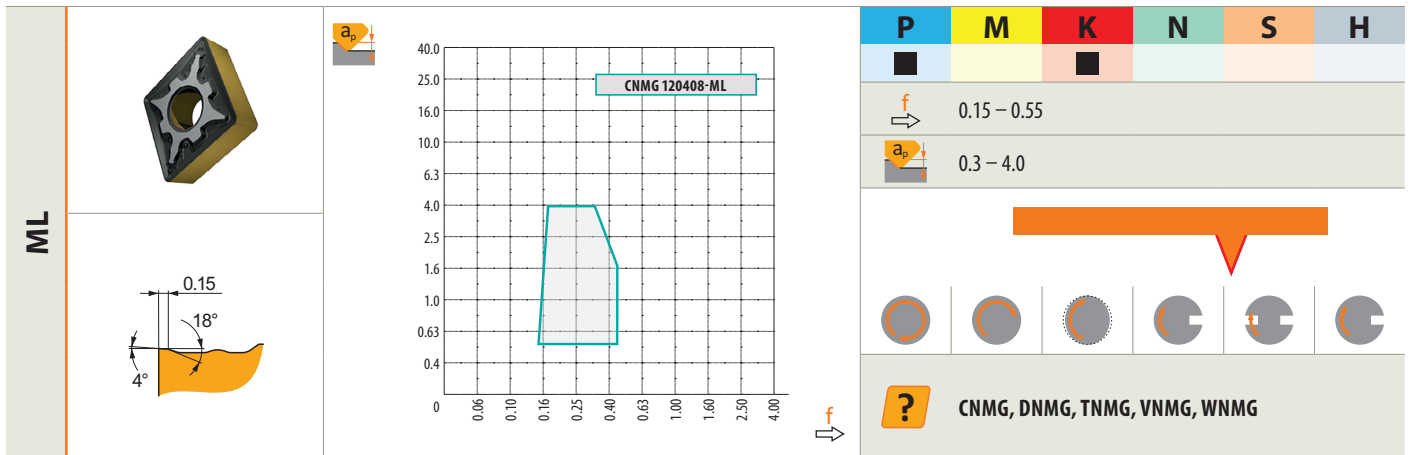 ML
0.15
18°
4°
ap
40.0
25.0
16.0
10.0
6.3
4.0
2.5
1.6
1.0
0.63
0.4
0
CNMG 120408-ML
0.06 0.10 0.16 0.25 0.40 0.63 1.00 1.60 2.50 4.00
f
P M K N S H
f 0.15 – 0.55
ap 0.3 – 4.0
? CNMG, DNMG, TNMG, VNMG, WNMG